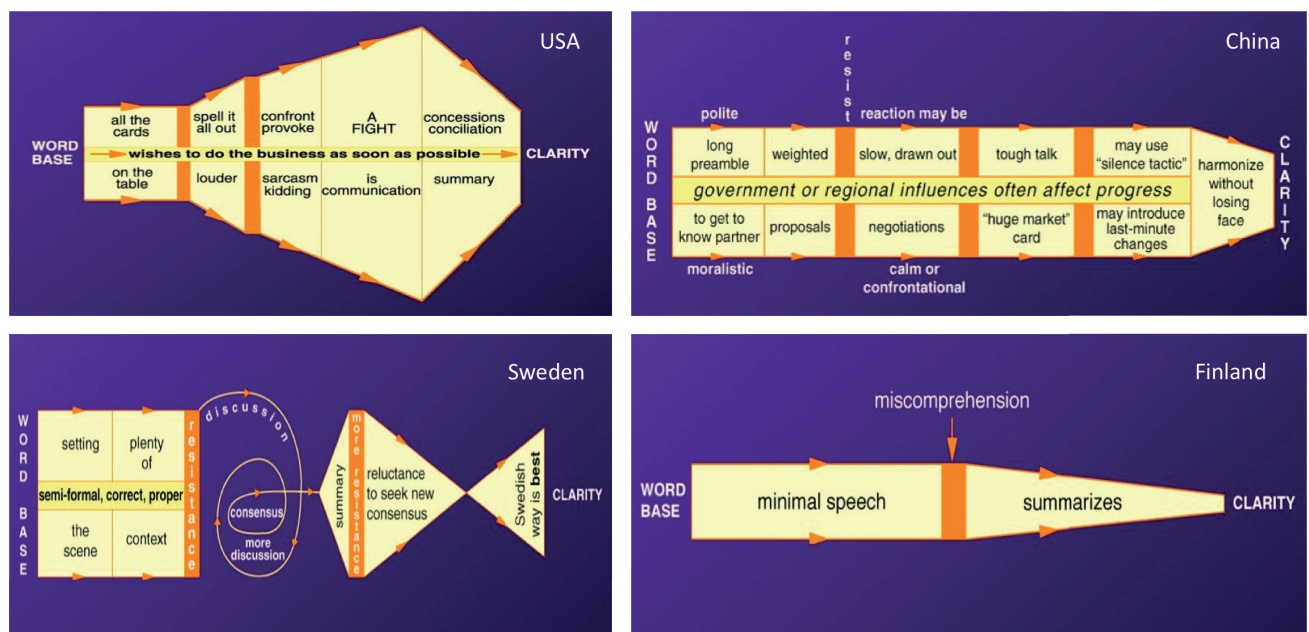 USA
WORD
BASE
all the
cards
spell it
all out
confront
provoke
A
FIGHT
concessions
conciliation
wishes to do the business as soon as possible
on the
table
louder
sarcasm
kidding
is
communication
summary
CLARITY
China
WORD BASE
polite
resist
reaction may be
long
preamble
weighted
slow, drawn out
tough talk
may use
“silence tactic”
government or regional influences often affect progress
to get to
know partner
proposals
negotiations
“huge market”
card
may introduce
last-minute
changes
harmonize
without
losing
face
moralistic
calm or
confrontational
CLARITY
Sweden
WORD BASE
setting
plenty
of
semi-formal, correct, proper
the
scene
context
resistance
discussion
consensus
more
discussion
summary
more resistance
reluctance
to seek new
consensus
Swedish
way is best
CLARITY
Finland
miscomprehension
WORD
BASE
minimal speech
summarizes
CLARITY